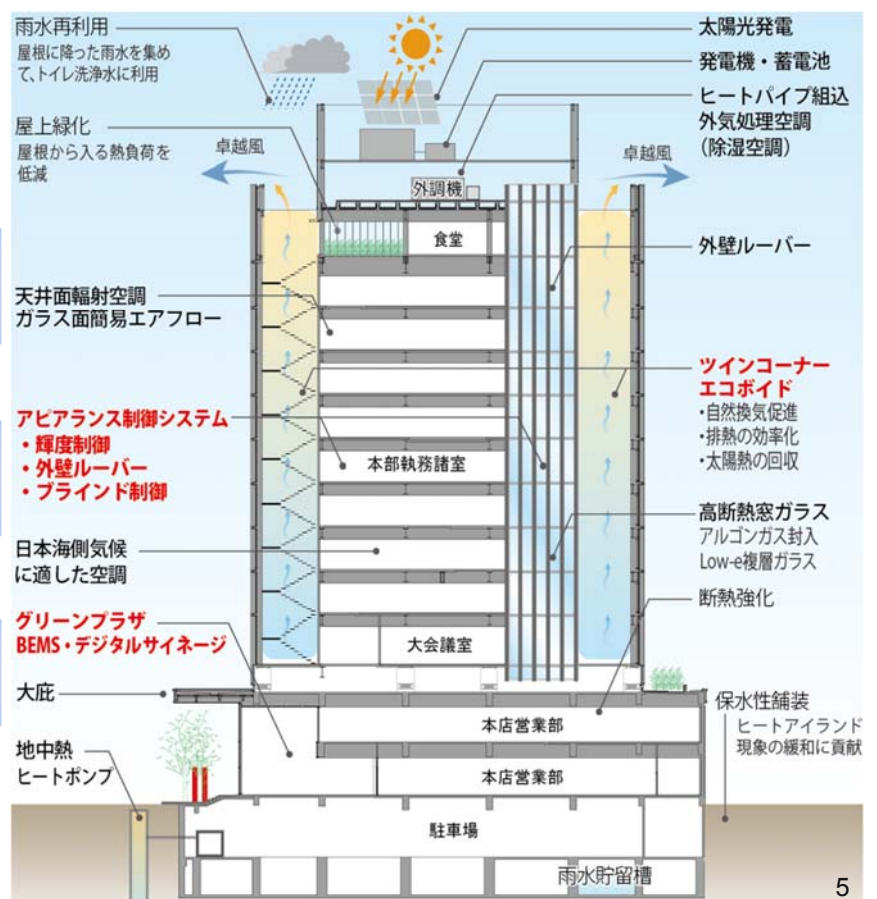 雨水再利用
屋根に降った雨水を集め
て、トイレ洗浄水に利用
屋上緑化
屋根から入る熱負荷を
低減
卓越風
天井面輻射空調
ガラス面簡易エアフロー
アピアランス制御システム
・輝度制御
・外壁ルーバー
・ブラインド制御
日本海側気候
に適した空調
グリーンプラザ
BEMS・デジタルサイネージ
大庇
地中熱
ヒートポンプ
外調機
食堂
本部執務諸室
大会議室
本店営業部
本店営業部
駐車場
雨水貯留槽
太陽光発電
発電機・蓄電池
ヒートパイプ組込
外気処理空調
(除湿空調)
卓越風
外壁ルーバー
ツインコーナー
エコボイド
・自然換気促進
・排熱の効率化
・太陽熱の回収
高断熱窓ガラス
アルゴンガス封入
Low-e複層ガラス
断熱強化
保水性舗装
ヒートアイランド
現象の緩和に貢献
5